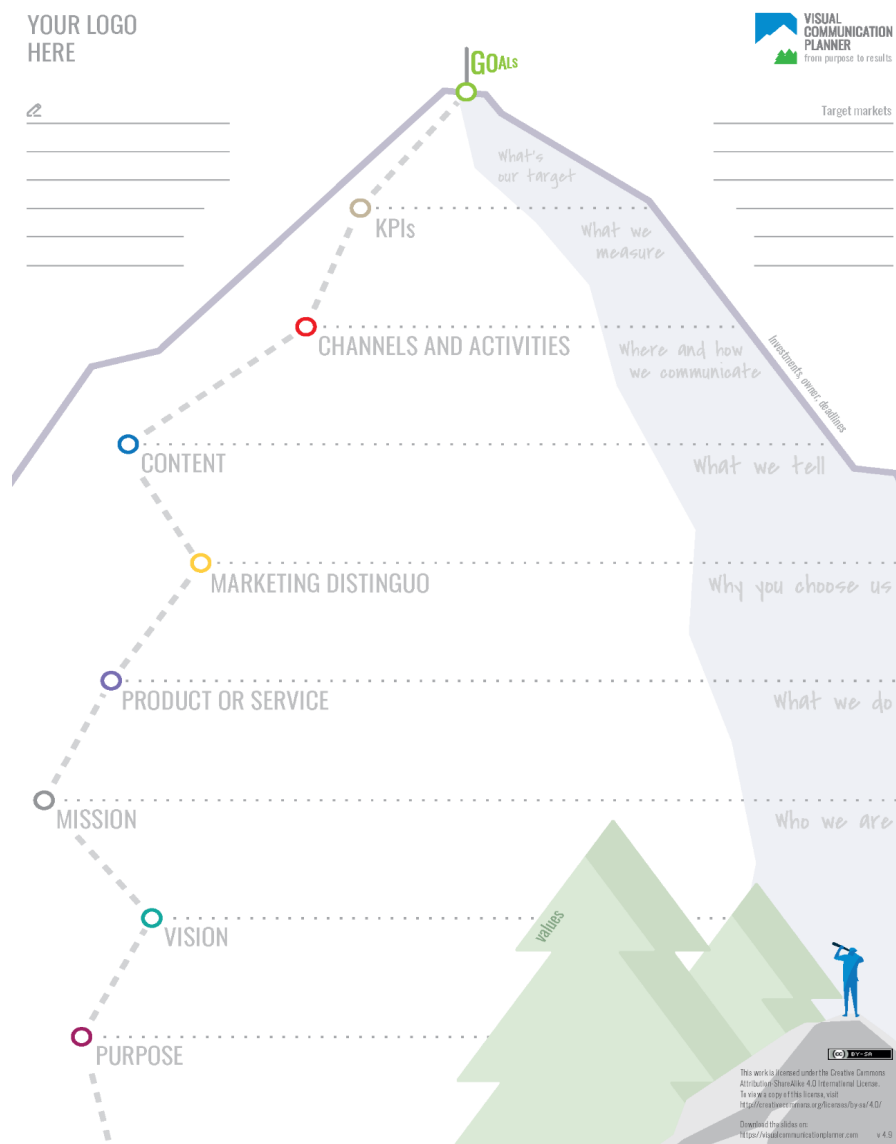 YOUR LOGO
HERE
VISUAL
COMMUNICATION
PLANNER
from purpose to results
GOALS
Target markets
What's
our target
KPIs
What we
measure
CHANNELS AND ACTIVITIES
Where and how
we communicate
Investments, owner, deadlines
CONTENT
What we tell
MARKETING DISTINGUO
Why you choose us
PRODUCT OR SERVICE
What we do
MISSION
Who we are
values
VISION
PURPOSE
cc BY-SA
This work is licensed under the Creative Commons
Attribution-ShareAlike 4.0 International License.
To view a copy of this license, visit
http://creativecommons.org/licenses/by-sa/4.0/
Download the slides on:
https://visualcommunicationplanner.com v 4.9